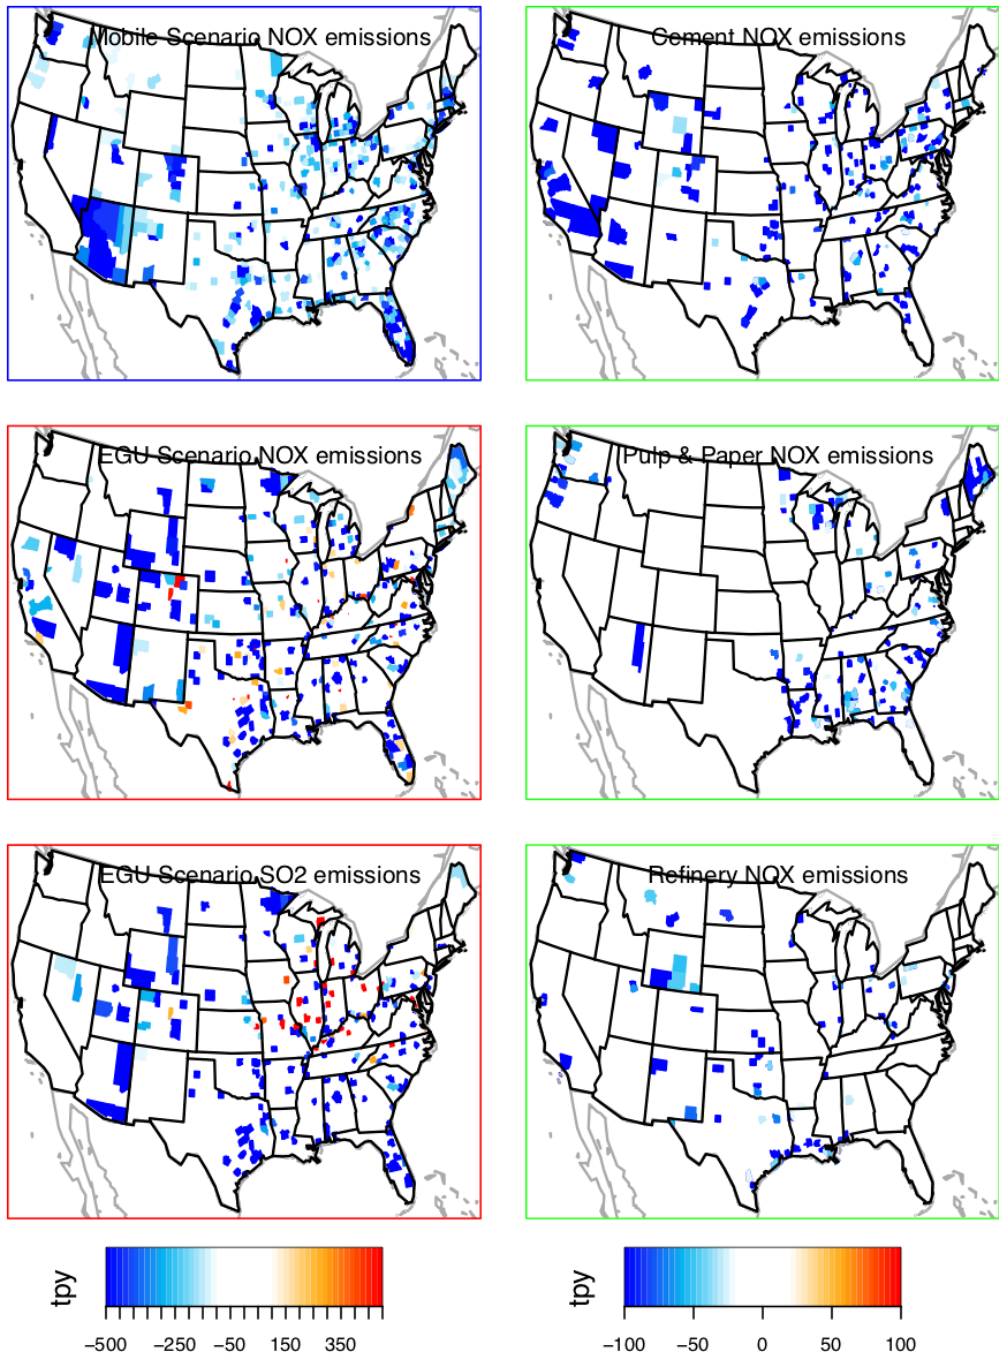 Mobile Scenario NOX emissions
Cement NOX emissions
EGU Scenario NOX emissions
Pulp & Paper NOX emissions
EGU Scenario SO2 emissions
Refinery NOX emissions
tpy
−500 −250 −50 150 350
tpy
−100 −50 0 50 100